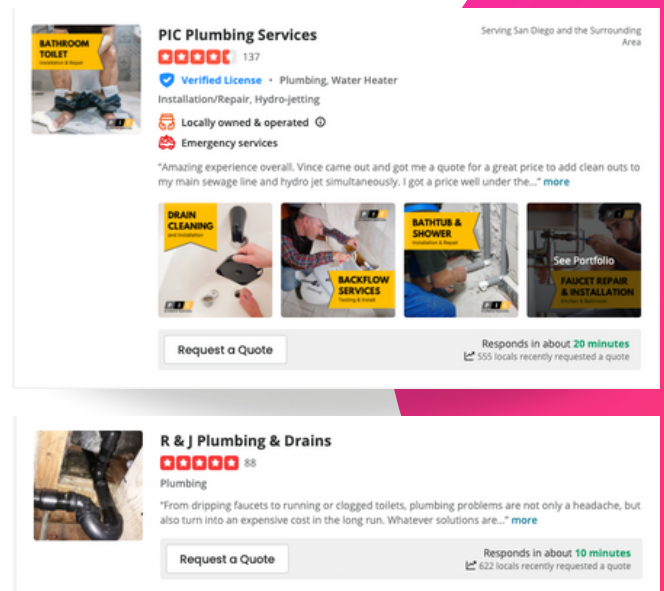 PIC Plumbing Services
Serving San Diego and the Surrounding
Area
137
Verified License • Plumbing, Water Heater
Installation/Repair, Hydro-jetting
Locally owned & operated
Emergency services
“Amazing experience overall. Vince came out and got me a quote for a great price to add clean outs to
my main sewage line and hydro jet simultaneously. I got a price well under the...” more
BATHROOM
TOILET
Installation & Repair
PIC
DRAIN
CLEANING
and Installation
PIC
BACKFLOW
SERVICES
Testing & Install
PIC
BATHTUB &
SHOWER
Installation & Repair
PIC
See Portfolio
FAUCET REPAIR
& INSTALLATION
Kitchen & Bathroom
PIC
Request a Quote
Responds in about 20 minutes
555 locals recently requested a quote
R & J Plumbing & Drains
88
Plumbing
“From dripping faucets to running or clogged toilets, plumbing problems are not only a headache, but
also turn into an expensive cost in the long run. Whatever solutions are...” more
Request a Quote
Responds in about 10 minutes
622 locals recently requested a quote